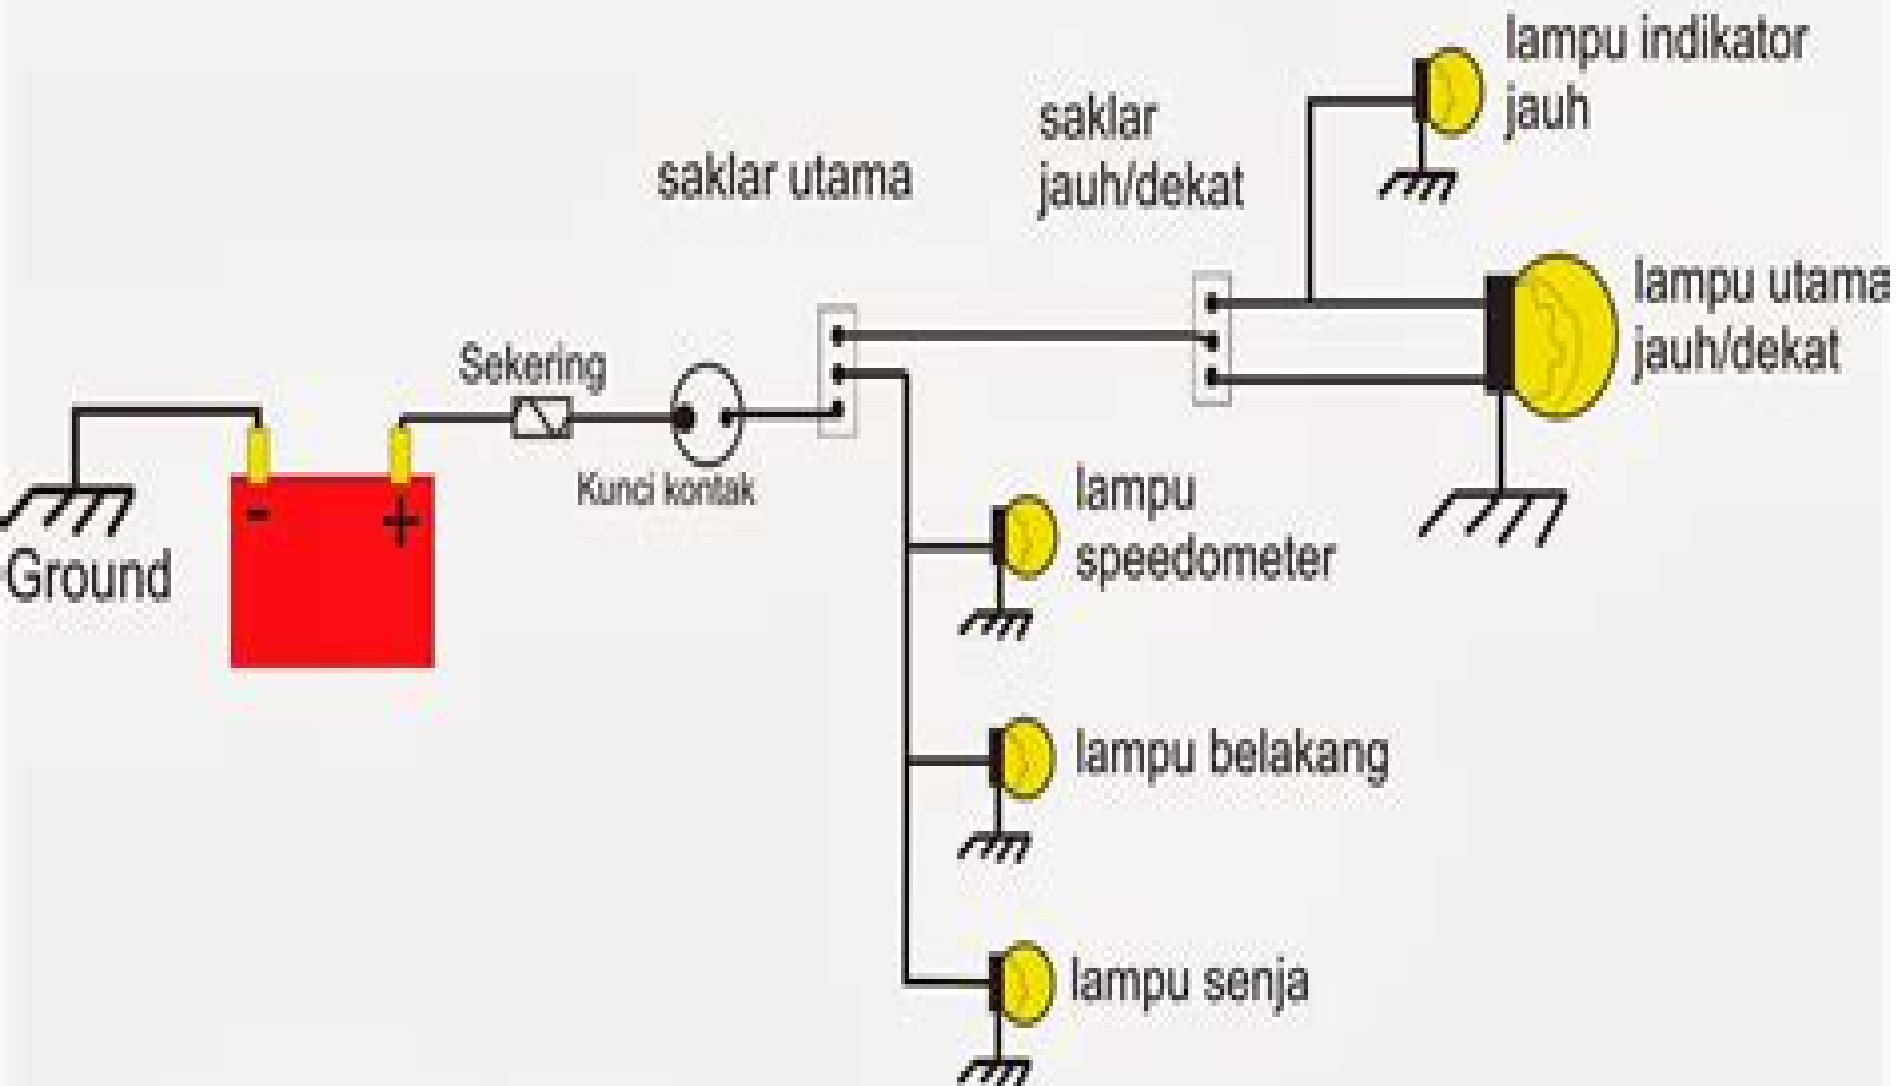 lampu indikator
jauh
saklar
jauh/dekat
saklar utama
lampu utama
jauh/dekat
Sekering
Kunci kontak
-
+
Ground
lampu
speedometer
lampu belakang
lampu senja